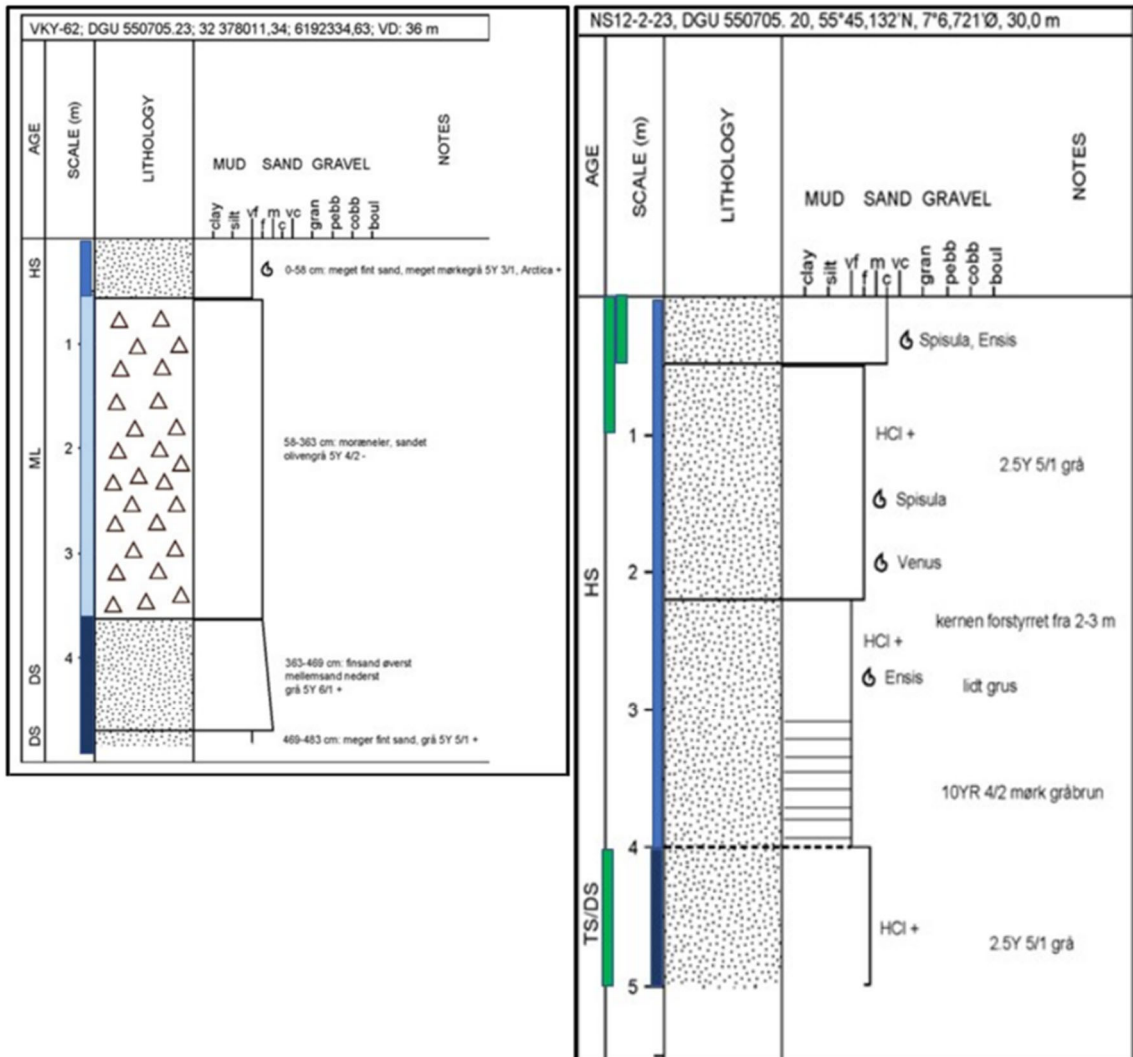 VKY-62; DGU 550705.23; 32 378011,34; 6192334,63; VD: 36 m
AGE
SCALE (m)
LITHOLOGY
MUD SAND GRAVEL
NOTES
clay
silt
vf
f
m
c
vc
gran
pebb
cobb
boul
HS
0-58 cm: meget fint sand, meget mørkegrå 5Y 3/1, Arctica +
1
ML
2
58-363 cm: moræneler, sandet
olivengrå 5Y 4/2 -
3
DS
4
363-469 cm: finsand øverst
mellemsand nederst
grå 5Y 6/1 +
DS
469-483 cm: meger fint sand, grå 5Y 5/1 +
NS12-2-23, DGU 550705. 20, 55°45,132'N, 7°6,721'Ø, 30,0 m
AGE
SCALE (m)
LITHOLOGY
MUD SAND GRAVEL
NOTES
clay
silt
vf
f
m
c
vc
gran
pebb
cobb
boul
Spisula, Ensis
1
HCl +
2.5Y 5/1 grå
Spisula
Venus
HS
2
kernen forstyrret fra 2-3 m
HCl +
Ensis
lidt grus
3
10YR 4/2 mørk gråbrun
4
TS/DS
HCl +
2.5Y 5/1 grå
5